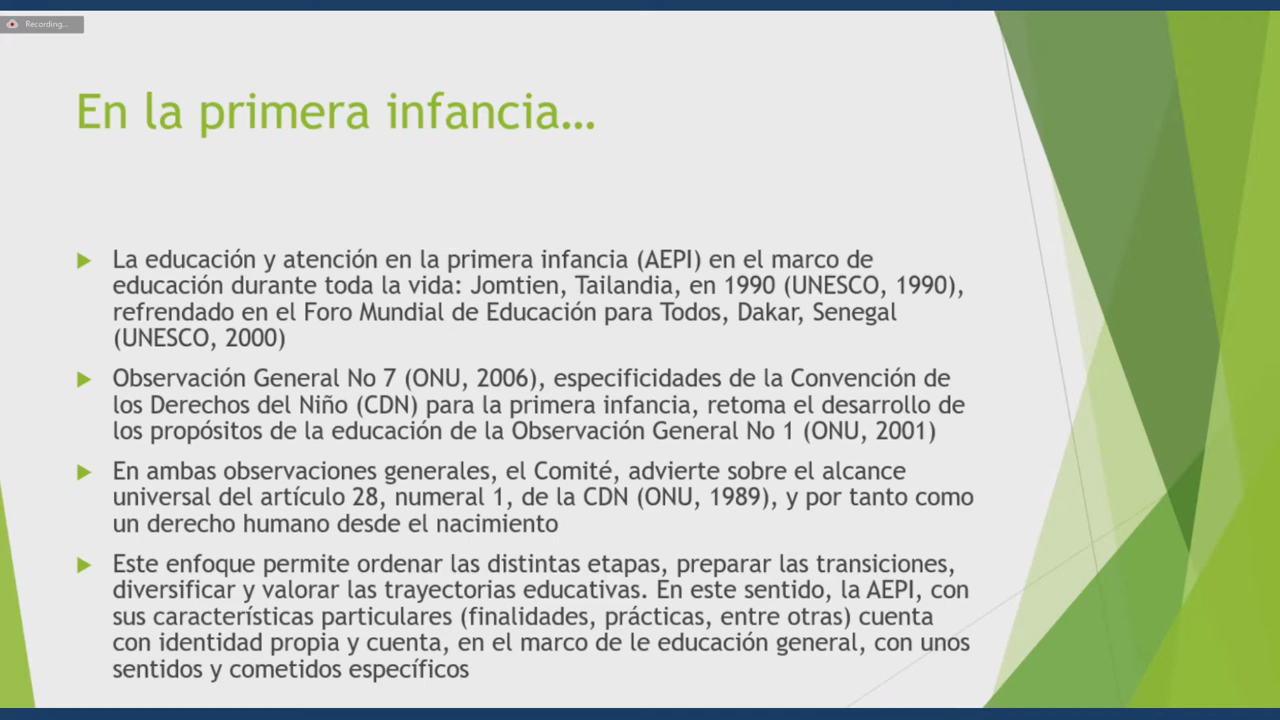 Recording...
En la primera infancia...
La educación y atención en la primera infancia (AEPI) en el marco de
educación durante toda la vida: Jomtien, Tailandia, en 1990 (UNESCO, 1990),
refrendado en el Foro Mundial de Educación para Todos, Dakar, Senegal
(UNESCO, 2000)
Observación General No 7 (ONU, 2006), especificidades de la Convención de
los Derechos del Niño (CDN) para la primera infancia, retoma el desarrollo de
los propósitos de la educación de la Observación General No 1 (ONU, 2001)
En ambas observaciones generales, el Comité, advierte sobre el alcance
universal del artículo 28, numeral 1, de la CDN (ONU, 1989), y por tanto como
un derecho humano desde el nacimiento
Este enfoque permite ordenar las distintas etapas, preparar las transiciones,
diversificar y valorar las trayectorias educativas. En este sentido, la AEPI, con
sus características particulares (finalidades, prácticas, entre otras) cuenta
con identidad propia y cuenta, en el marco de le educación general, con unos
sentidos y cometidos específicos